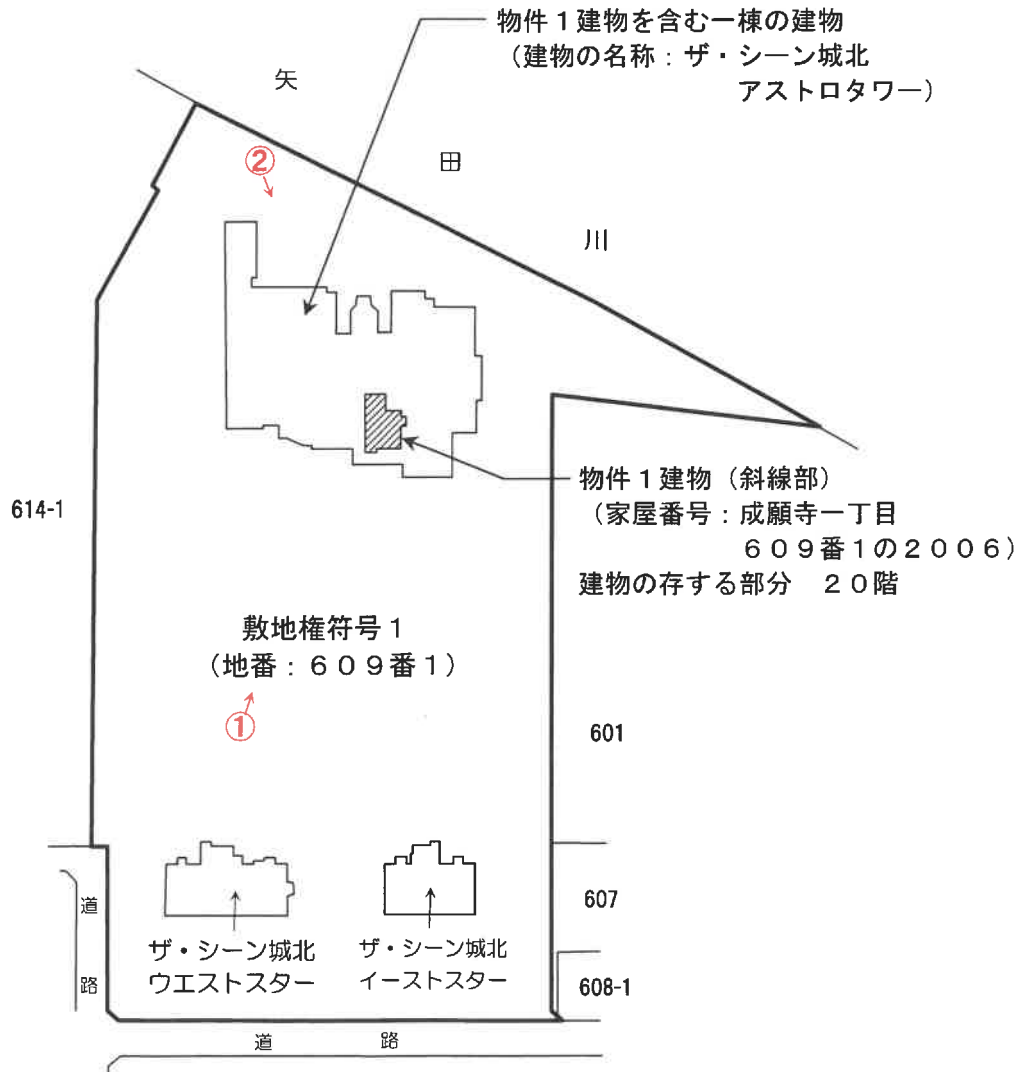 物件1建物を含む一棟の建物
（建物の名称：ザ・シーン城北
アストロタワー）
矢
田
川
②
物件1建物（斜線部）
（家屋番号：成願寺一丁目
６０９番１の２００６）
建物の存する部分　２０階
614-1
敷地権符号１
（地番：６０９番１）
①
601
607
608-1
ザ・シーン城北
ウエストスター
ザ・シーン城北
イーストスター
道
路
道　路